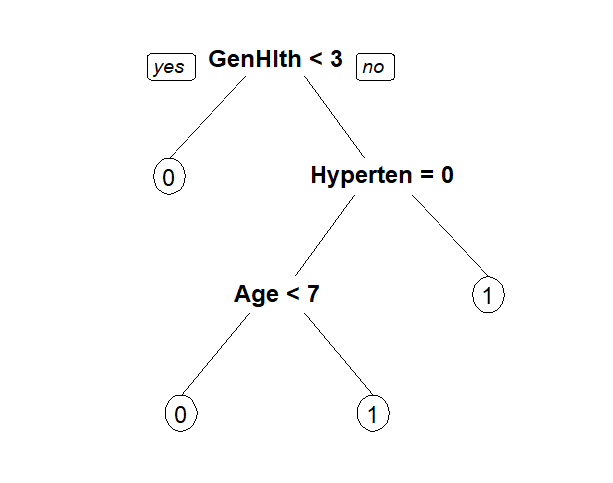 yes GenHlth < 3 no
0
Hyperten = 0
Age < 7
1
0
1